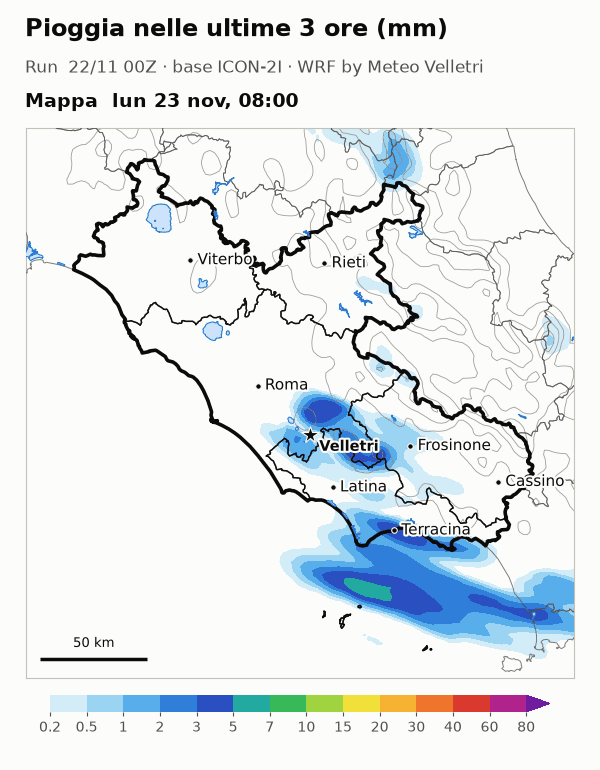 Pioggia nelle ultime 3 ore (mm)
Run  22/11 00Z · base ICON-2I · WRF by Meteo Velletri
Mappa  lun 23 nov, 08:00
Viterbo
Rieti
Roma
Velletri
Frosinone
Cassino
Latina
Terracina
50 km
0.2 0.5 1 2 3 5 7 10 15 20 30 40 60 80